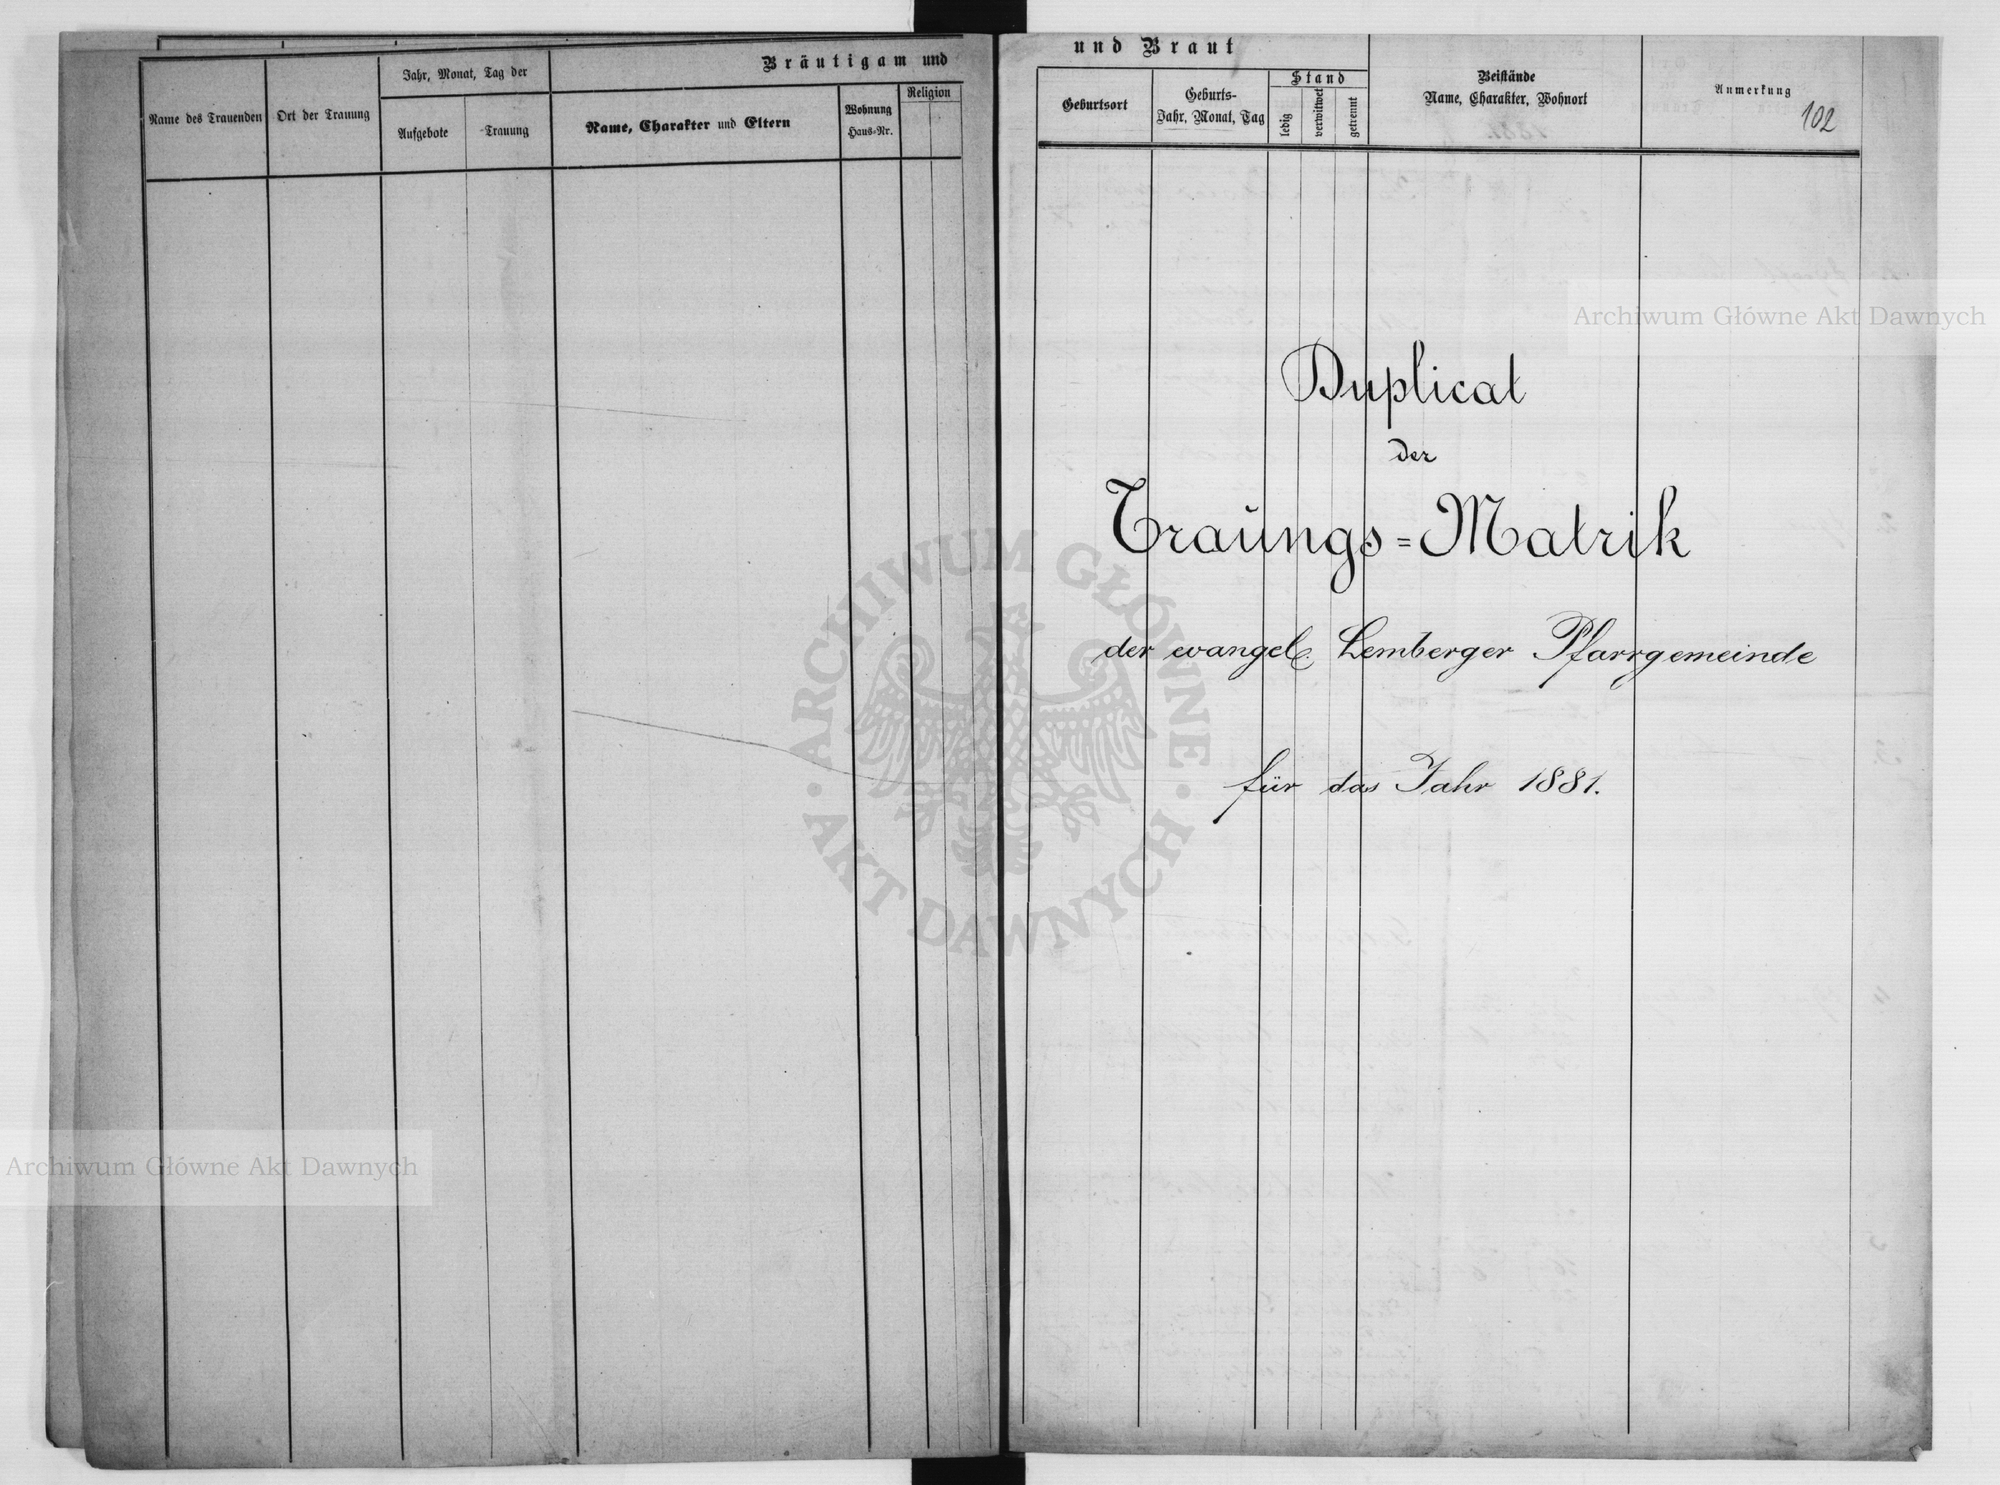 Bräutigam und
Name des Trauenden
Ort der Trauung
Jahr, Monat, Tag der
Aufgebote
Trauung
Name, Charakter und Eltern
Wohnung
Haus-Nr.
Religion
und Braut
Geburtsort
Geburts-
Jahr, Monat, Tag
Stand
ledig
verwitwet
getrennt
Beistände
Name, Charakter, Wohnort
Anmerkung
102
Duplicat
der
Traŭngs=Matrik
der evangel. Lemberger Pfarrgemeinde
für das Jahr 1881.
Archiwum Główne Akt Dawnych
ARCHIWUM GŁÓWNE · AKT DAWNYCH ·
Archiwum Główne Akt Dawnych